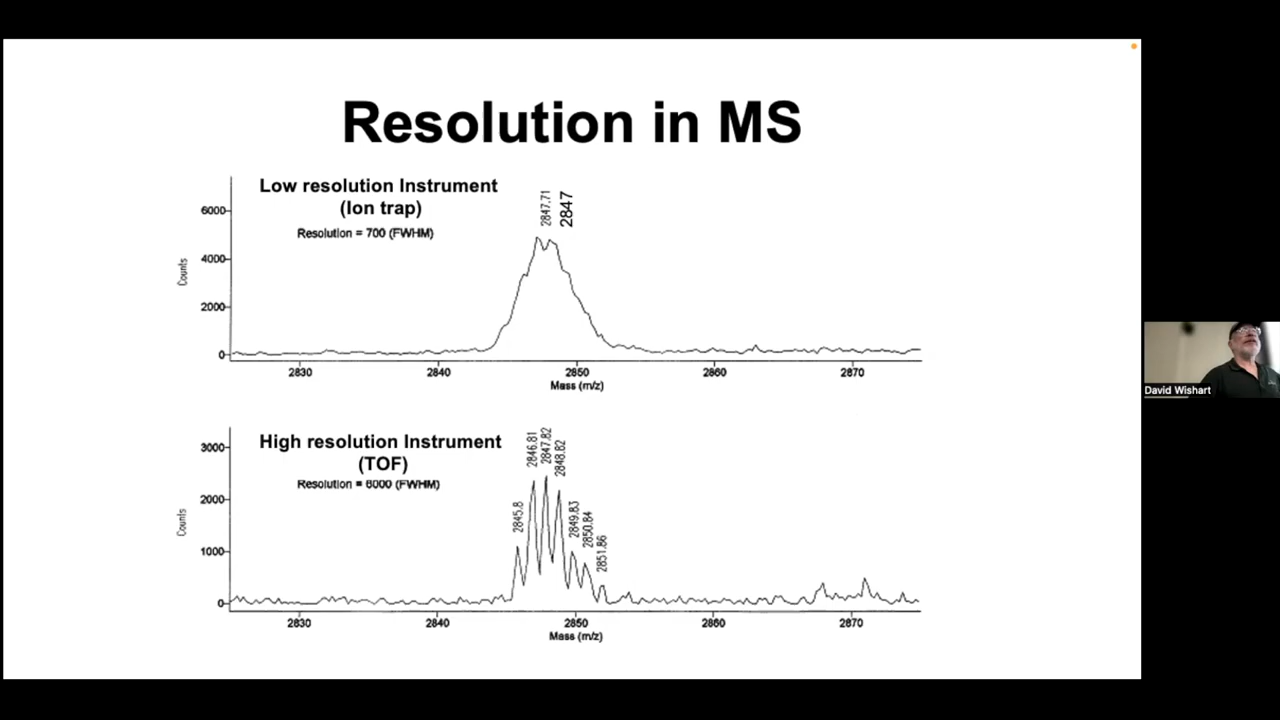 Resolution in MS
Low resolution Instrument
(Ion trap)
Resolution = 700 (FWHM)
2847.71
2847
6000
4000
2000
0
Counts
2830
2840
2850
2860
2870
Mass (m/z)
High resolution Instrument
(TOF)
Resolution = 6000 (FWHM)
2845.8
2846.81
2847.82
2848.82
2849.83
2850.84
2851.86
3000
2000
1000
0
Counts
2830
2840
2850
2860
2870
Mass (m/z)
David Wishart